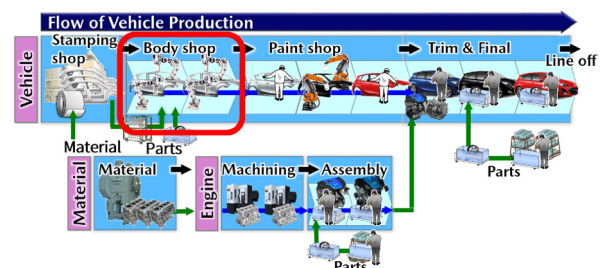 Flow of Vehicle Production
Stamping
shop
Body shop
Paint shop
Trim & Final
Line off
Vehicle
Material
Parts
Parts
Material
Material
Engine
Machining
Assembly
Parts